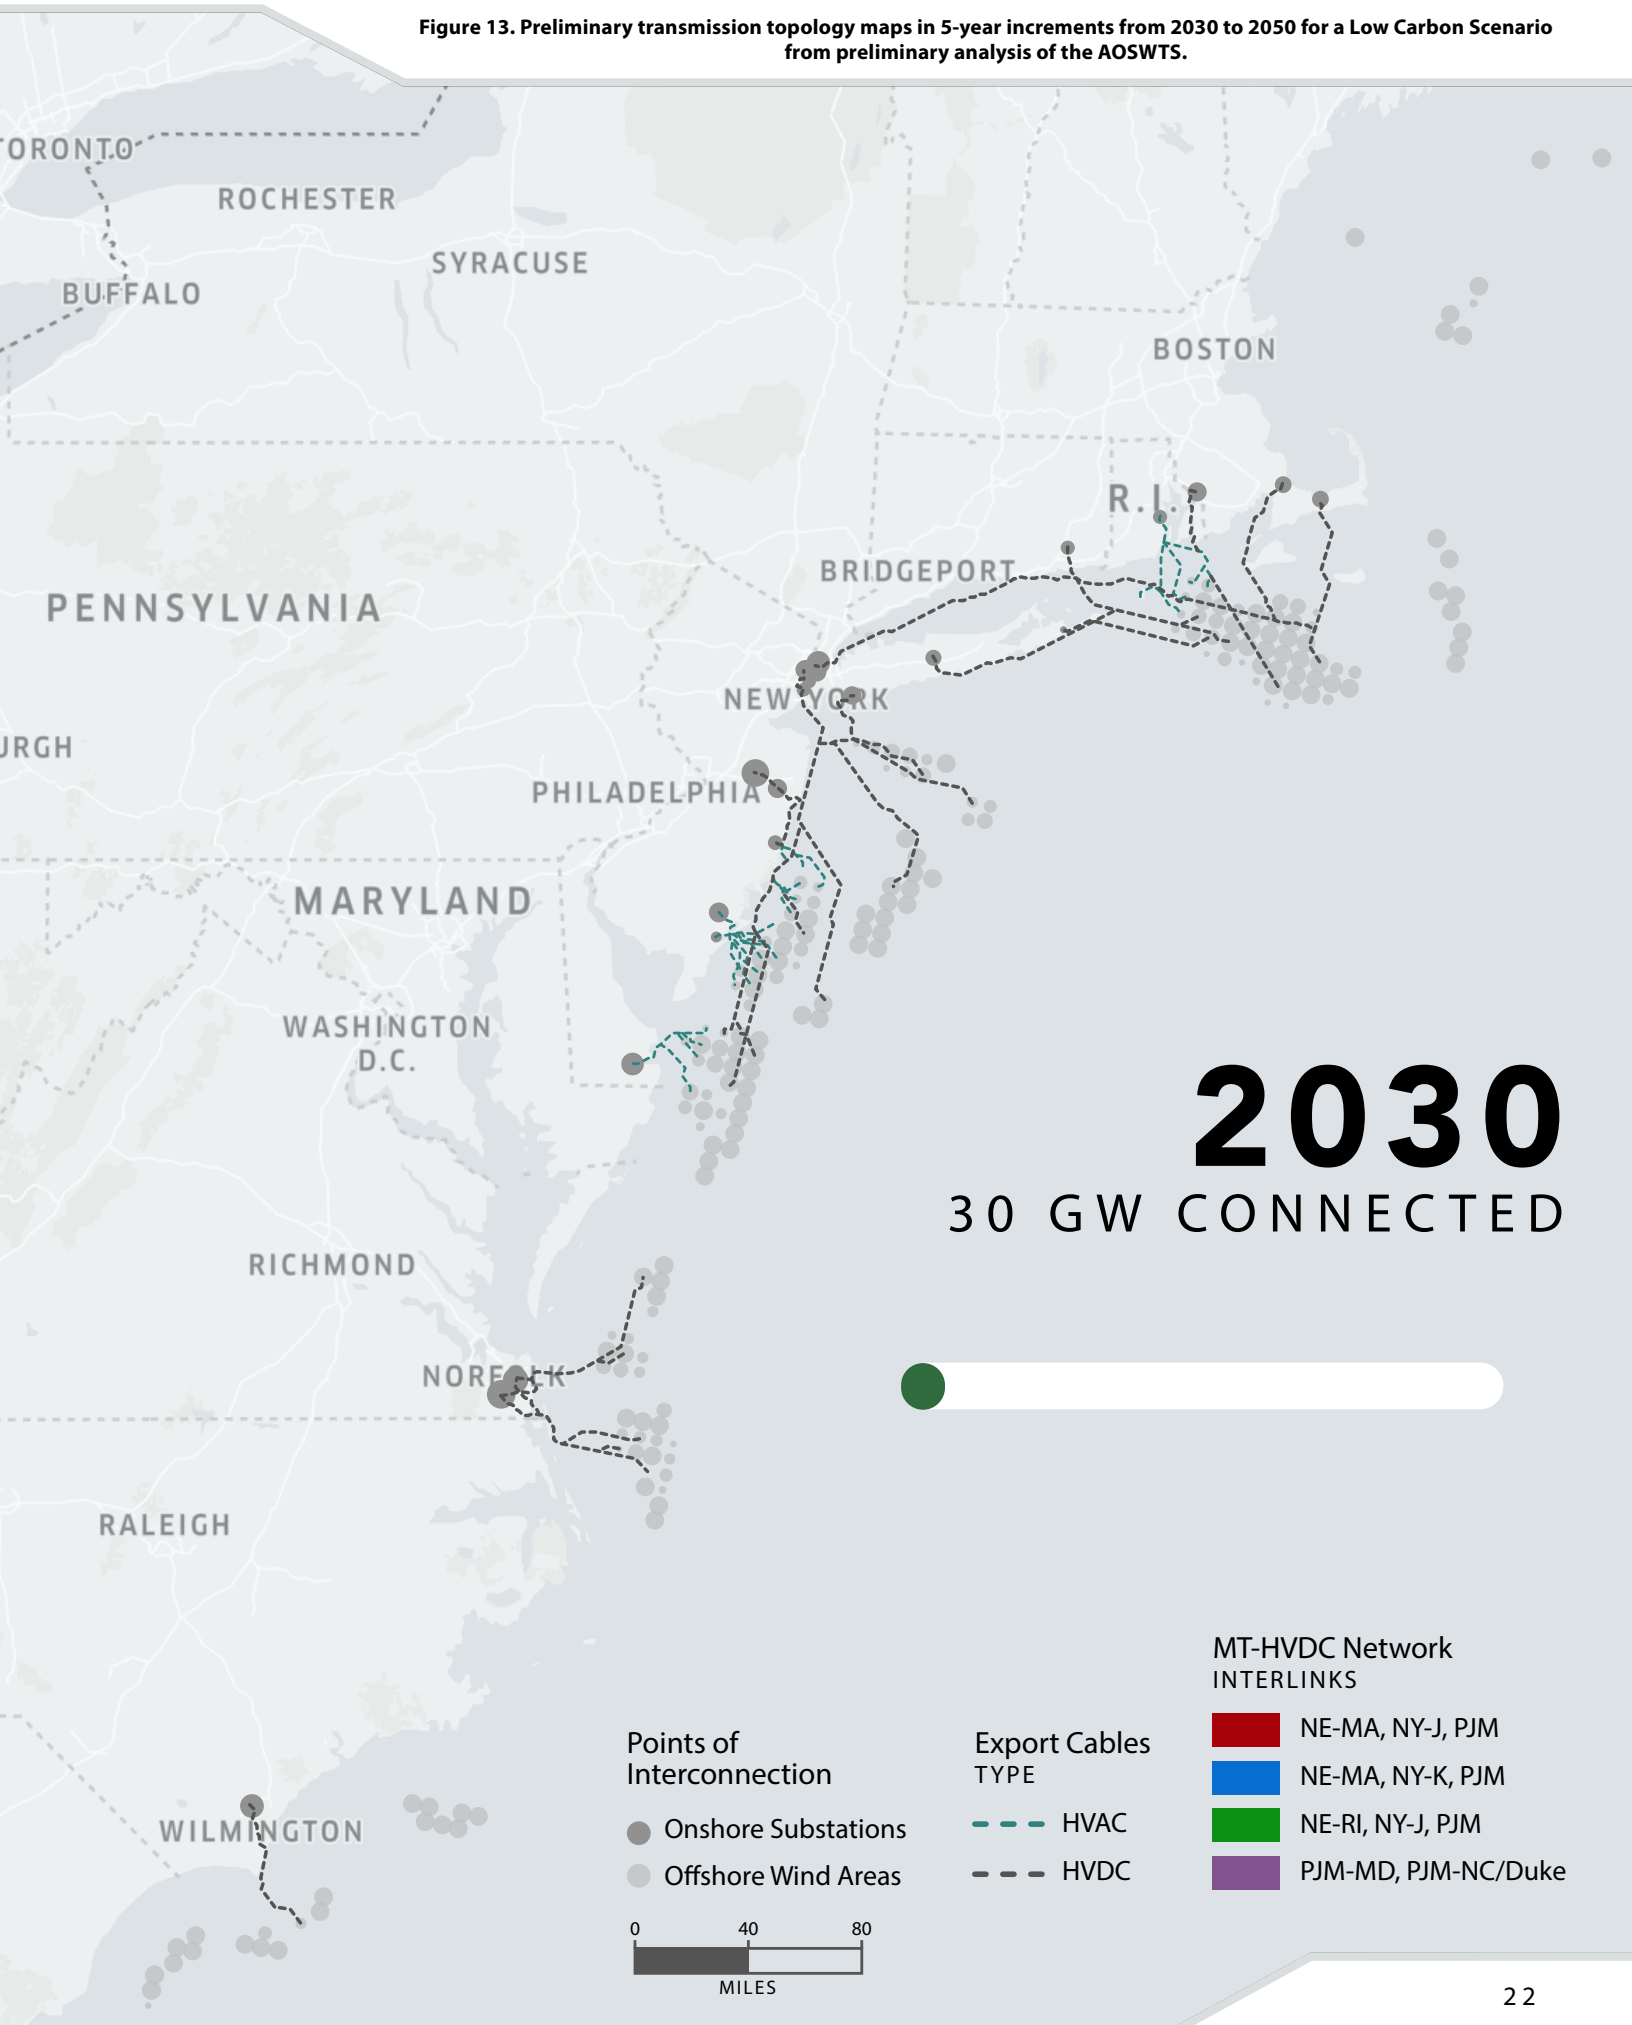 Figure 13. Preliminary transmission topology maps in 5-year increments from 2030 to 2050 for a Low Carbon Scenario
from preliminary analysis of the AOSWTS.
TORONTO
ROCHESTER
SYRACUSE
BUFFALO
BOSTON
R.I.
BRIDGEPORT
PENNSYLVANIA
NEW YORK
URGH
PHILADELPHIA
MARYLAND
WASHINGTON
D.C.
2030
30 GW CONNECTED
RICHMOND
NORFOLK
RALEIGH
WILMINGTON
Points of
Interconnection
Onshore Substations
Offshore Wind Areas
0 40 80
MILES
Export Cables
TYPE
HVAC
HVDC
MT-HVDC Network
INTERLINKS
NE-MA, NY-J, PJM
NE-MA, NY-K, PJM
NE-RI, NY-J, PJM
PJM-MD, PJM-NC/Duke
22